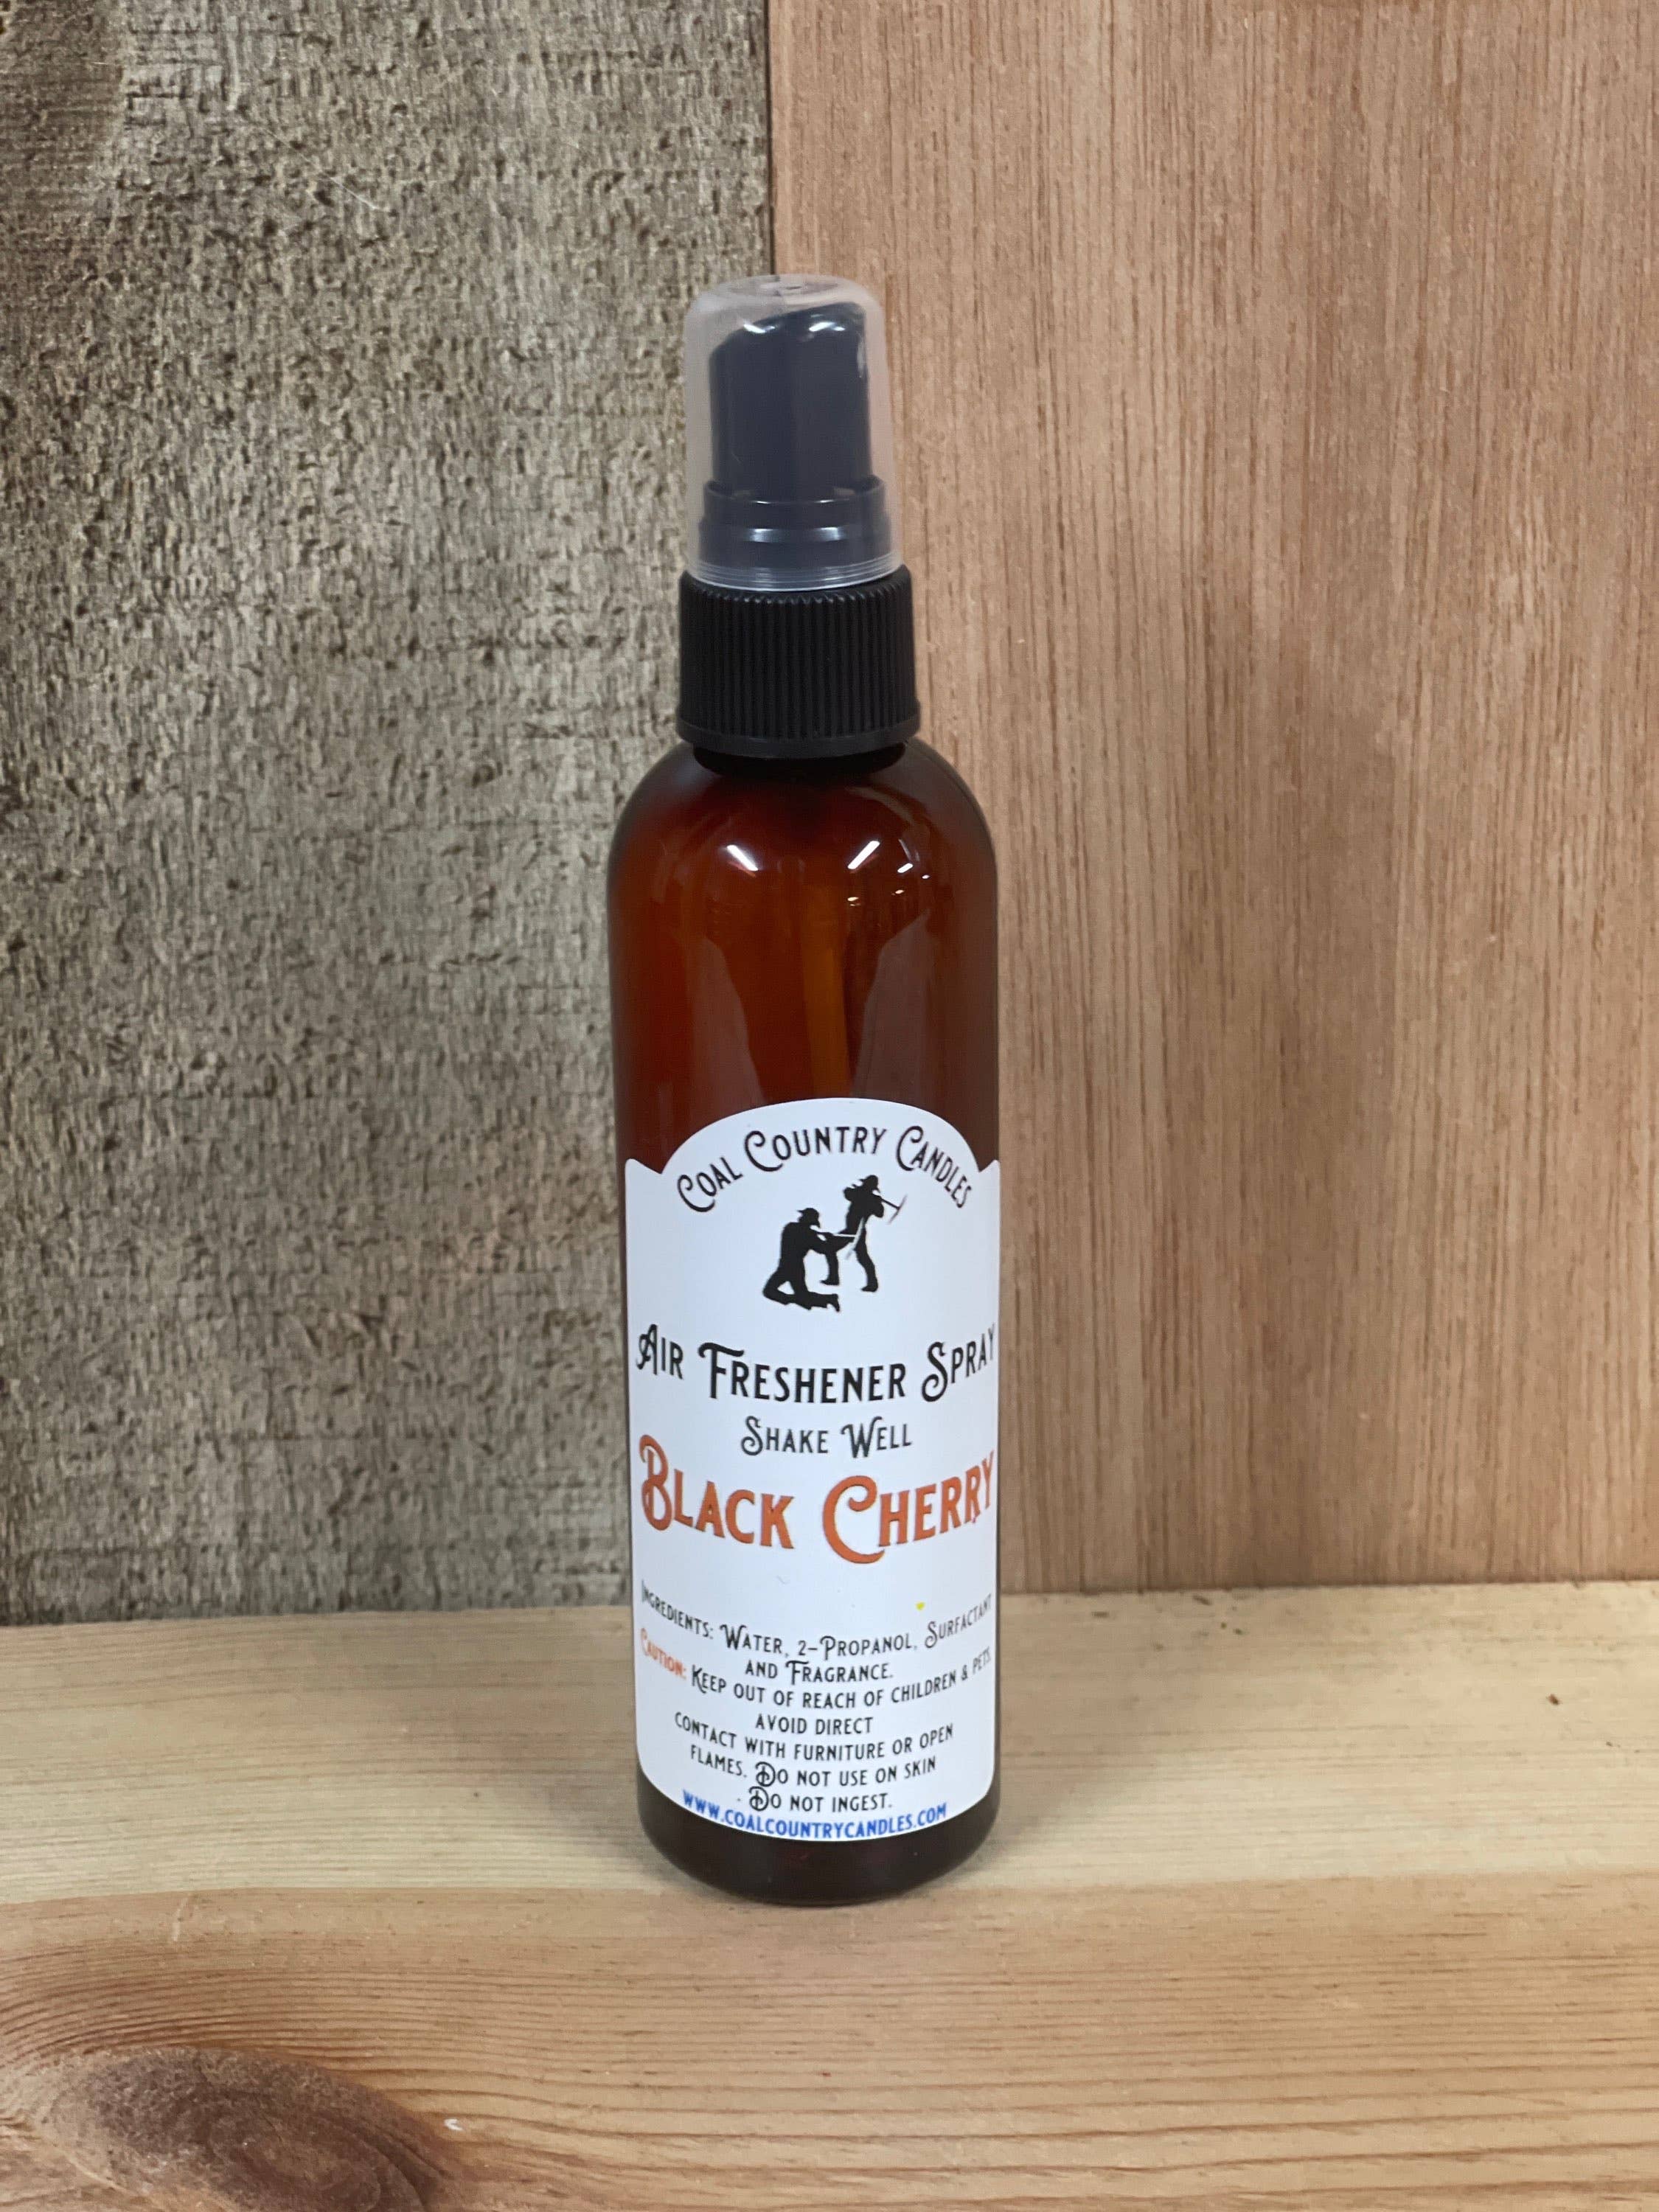 Coal Country Candles
Air Freshener Spray
Shake Well
Black Cherry
Ingredients: Water, 2-Propanol, Surfactant
and Fragrance.
Caution: Keep out of reach of children & pets.
avoid direct
contact with furniture or open
flames. Do not use on skin
. Do not ingest.
www.coalcountrycandles.com